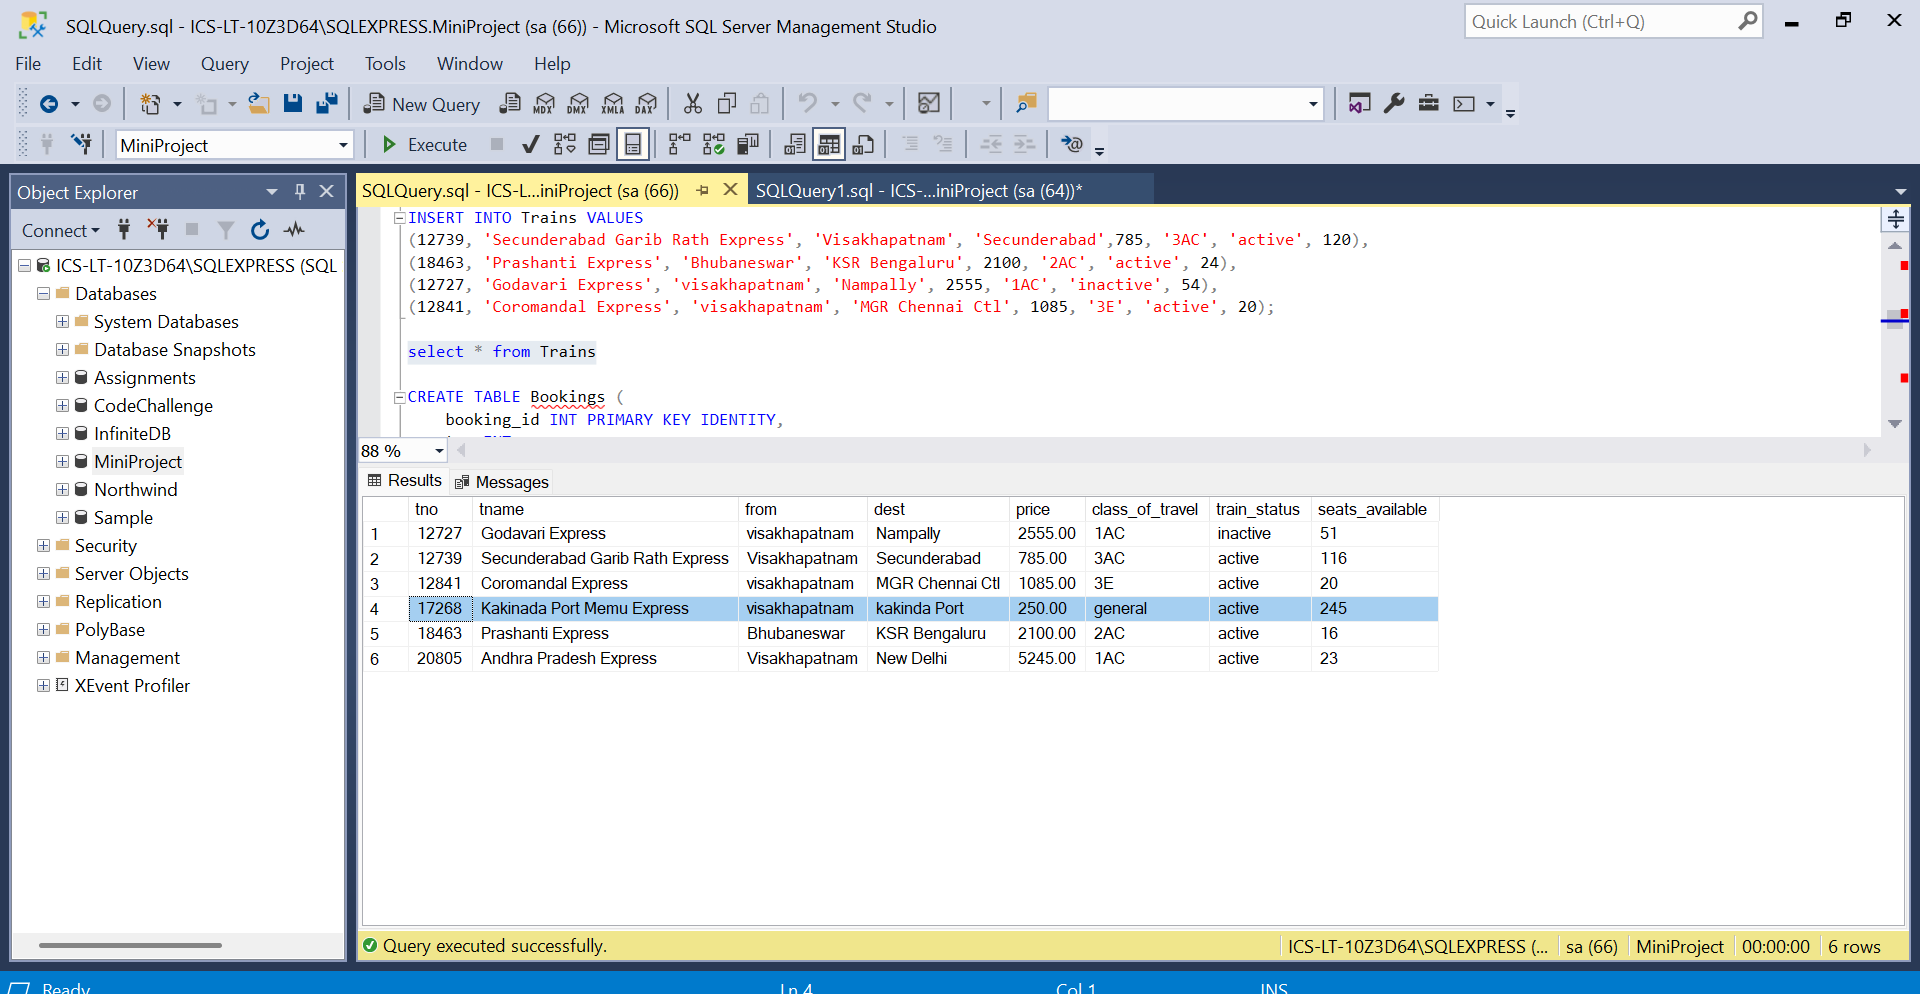 SQLQuery.sql - ICS-LT-10Z3D64\SQLEXPRESS.MiniProject (sa (66)) - Microsoft SQL Server Management Studio
Quick Launch (Ctrl+Q)
File Edit View Query Project Tools Window Help
New Query MDX DMX XMLA DAX
MiniProject Execute
Object Explorer
Connect
ICS-LT-10Z3D64\SQLEXPRESS (SQL
Databases
System Databases
Database Snapshots
Assignments
CodeChallenge
InfiniteDB
MiniProject
Northwind
Sample
Security
Server Objects
Replication
PolyBase
Management
XEvent Profiler
SQLQuery.sql - ICS-L...iniProject (sa (66)) SQLQuery1.sql - ICS-...iniProject (sa (64))*
INSERT INTO Trains VALUES
(12739, 'Secunderabad Garib Rath Express', 'Visakhapatnam', 'Secunderabad',785, '3AC', 'active', 120),
(18463, 'Prashanti Express', 'Bhubaneswar', 'KSR Bengaluru', 2100, '2AC', 'active', 24),
(12727, 'Godavari Express', 'visakhapatnam', 'Nampally', 2555, '1AC', 'inactive', 54),
(12841, 'Coromandal Express', 'visakhapatnam', 'MGR Chennai Ctl', 1085, '3E', 'active', 20);
select * from Trains
CREATE TABLE Bookings (
booking_id INT PRIMARY KEY IDENTITY,
88 %
Results Messages
tno tname from dest price class_of_travel train_status seats_available
1 12727 Godavari Express visakhapatnam Nampally 2555.00 1AC inactive 51
2 12739 Secunderabad Garib Rath Express Visakhapatnam Secunderabad 785.00 3AC active 116
3 12841 Coromandal Express visakhapatnam MGR Chennai Ctl 1085.00 3E active 20
4 17268 Kakinada Port Memu Express visakhapatnam kakinda Port 250.00 general active 245
5 18463 Prashanti Express Bhubaneswar KSR Bengaluru 2100.00 2AC active 16
6 20805 Andhra Pradesh Express Visakhapatnam New Delhi 5245.00 1AC active 23
Query executed successfully. ICS-LT-10Z3D64\SQLEXPRESS (... sa (66) MiniProject 00:00:00 6 rows
Ready Ln 4 Col 1 INS